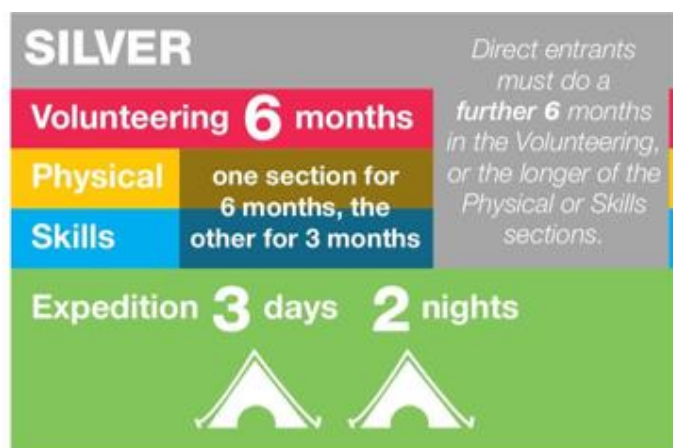 SILVER
Volunteering 6 months
Physical
Skills
one section for
6 months, the
other for 3 months
Direct entrants
must do a
further 6 months
in the Volunteering,
or the longer of the
Physical or Skills
sections.
Expedition 3 days 2 nights